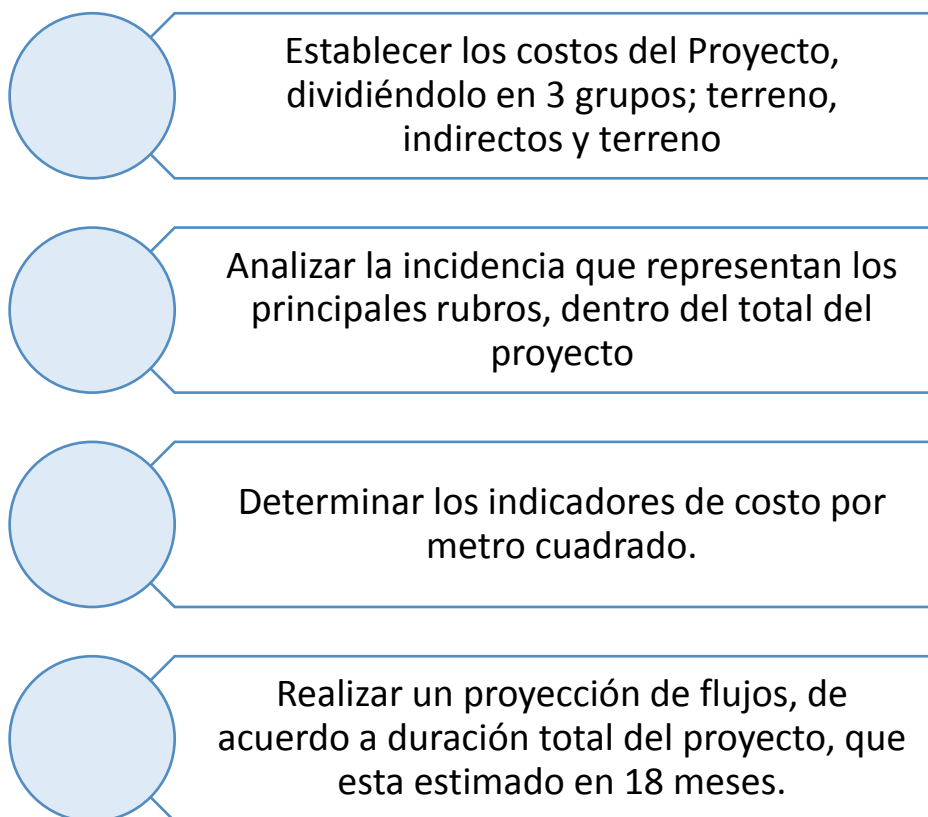 Establecer los costos del Proyecto,
dividiéndolo en 3 grupos; terreno,
indirectos y terreno
Analizar la incidencia que representan los
principales rubros, dentro del total del
proyecto
Determinar los indicadores de costo por
metro cuadrado.
Realizar un proyección de flujos, de
acuerdo a duración total del proyecto, que
esta estimado en 18 meses.